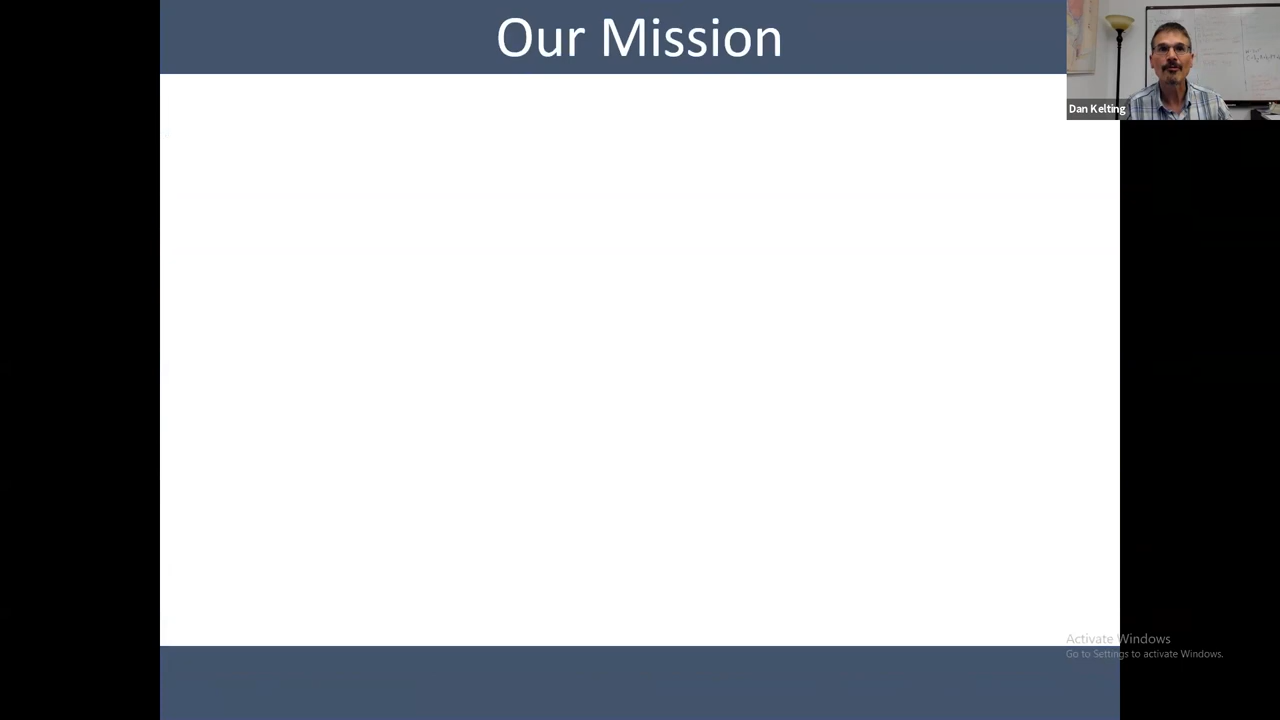 Our Mission
Dan Kelting
Activate Windows
Go to Settings to activate Windows.